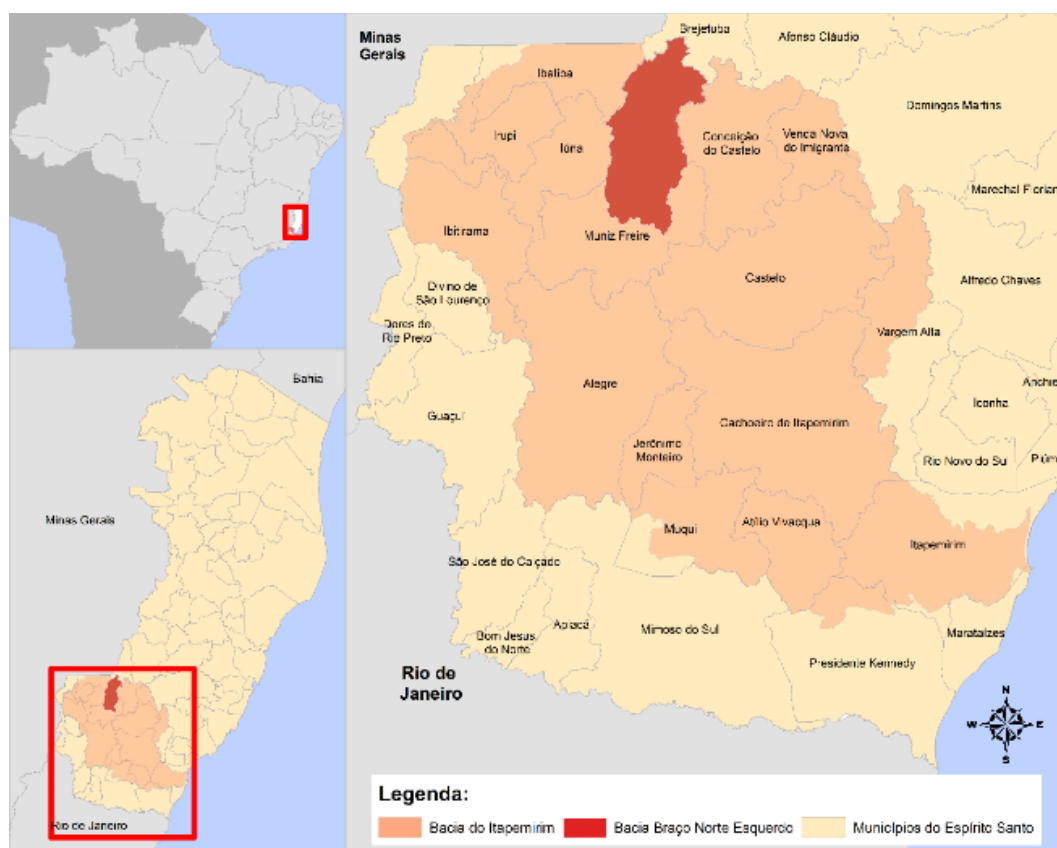 Minas
Gerais
Brejetuba
Afonso Cláudio
Ibatiba
Domingos Martins
Irupi
Iúna
Conceição
do Castelo
Venda Nova
do Imigrante
Marechal Florian
Ibitirama
Muniz Freire
Castelo
Alfredo Chaves
Divino de
São Lourenço
Dores do
Rio Preto
Vargem Alta
Alegre
Guaçuí
Iconha
Anchie
Cachoeiro de Itapemirim
Jerônimo
Monteiro
Rio Novo do Sul
Piúm
Muqui
Atílio Vivacqua
Itapemirim
São José do Calçado
Apiacá
Bom Jesus
do Norte
Mimoso do Sul
Marataízes
Presidente Kennedy
Rio de
Janeiro
N
W
E
S
Bahia
Minas Gerais
Rio de Janeiro
Legenda:
Bacia do Itapemirim
Bacia Braço Norte Esquerdo
Municípios do Espírito Santo